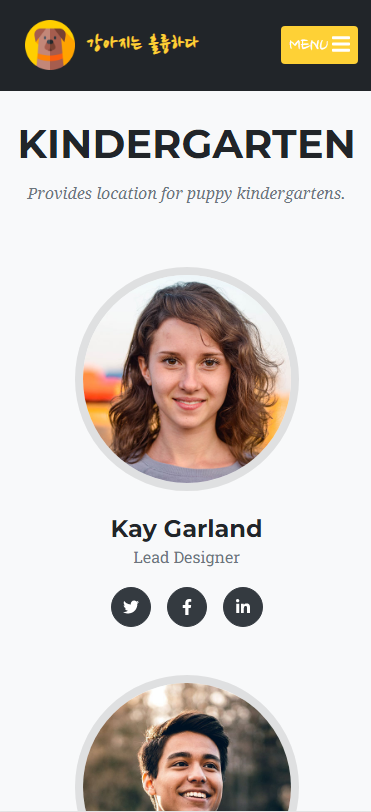 강아지는 훌륭하다
MENU
KINDERGARTEN
Provides location for puppy kindergartens.
Kay Garland
Lead Designer